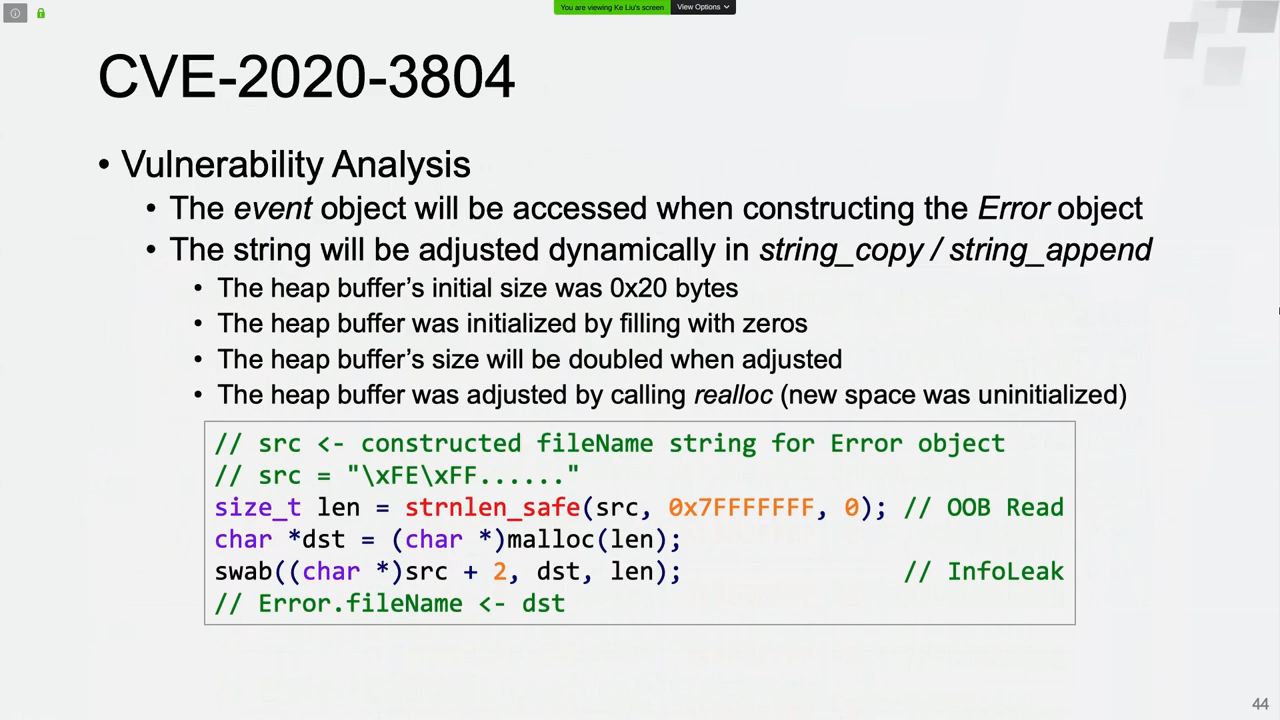 You are viewing Ke Liu's screen View Options
CVE-2020-3804
• Vulnerability Analysis
• The event object will be accessed when constructing the Error object
• The string will be adjusted dynamically in string_copy / string_append
• The heap buffer’s initial size was 0x20 bytes
• The heap buffer was initialized by filling with zeros
• The heap buffer’s size will be doubled when adjusted
• The heap buffer was adjusted by calling realloc (new space was uninitialized)
// src <- constructed fileName string for Error object
// src = "\xFE\xFF......"
size_t len = strnlen_safe(src, 0x7FFFFFFF, 0); // OOB Read
char *dst = (char *)malloc(len);
swab((char *)src + 2, dst, len); // InfoLeak
// Error.fileName <- dst
44